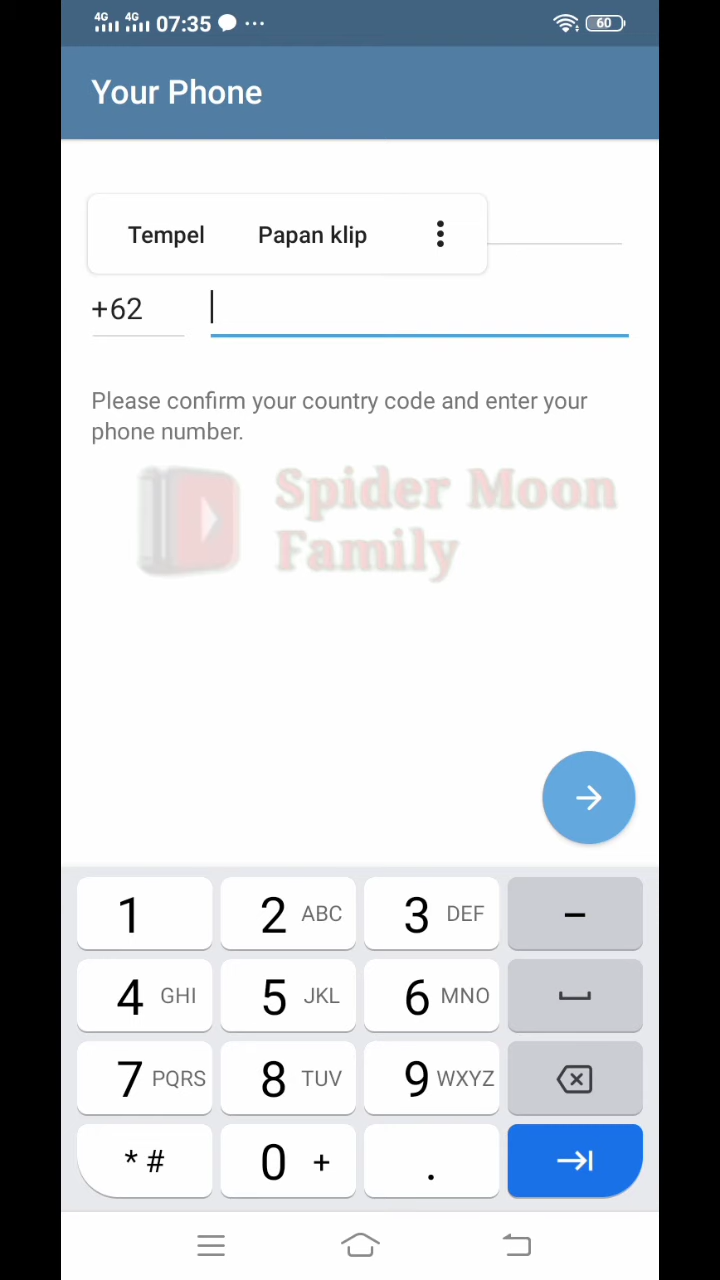 4G 4G 07:35 60
Your Phone
Tempel Papan klip
+62
Please confirm your country code and enter your
phone number.
Spider Moon
Family
1 2 ABC 3 DEF -
4 GHI 5 JKL 6 MNO
7 PQRS 8 TUV 9 WXYZ
* # 0 + .